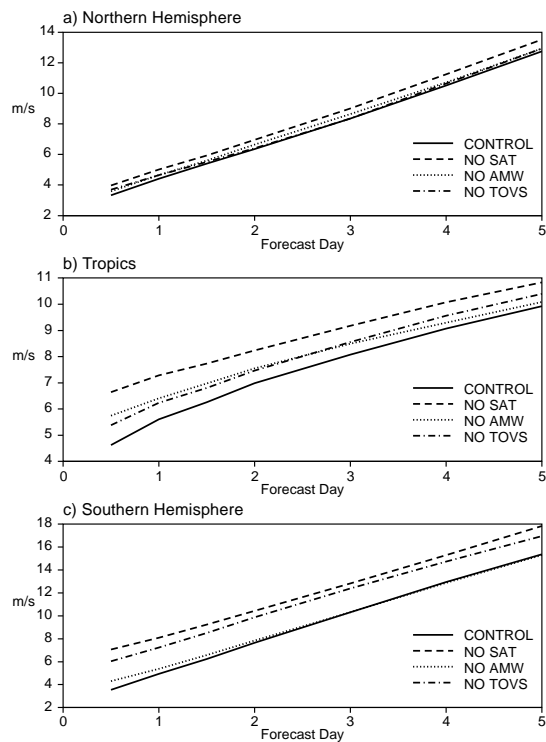 a) Northern Hemisphere
14
12
10
m/s
8
6
4
2
CONTROL
NO SAT
NO AMW
NO TOVS
0 1 2 3 4 5
Forecast Day
b) Tropics
11
10
9
m/s
8
7
6
5
4
CONTROL
NO SAT
NO AMW
NO TOVS
0 1 2 3 4 5
Forecast Day
c) Southern Hemisphere
18
16
14
12
m/s
10
8
6
4
2
CONTROL
NO SAT
NO AMW
NO TOVS
0 1 2 3 4 5
Forecast Day